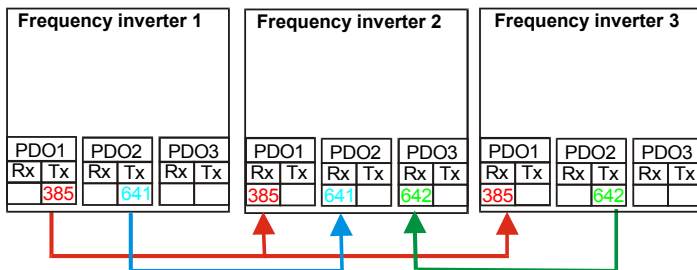 Frequency inverter 1 Frequency inverter 2 Frequency inverter 3
PDO1 PDO2 PDO3 PDO1 PDO2 PDO3 PDO1 PDO2 PDO3
Rx Tx Rx Tx Rx Tx Rx Tx Rx Tx Rx Tx Rx Tx Rx Tx Rx Tx
385 641 385 641 642 385 642